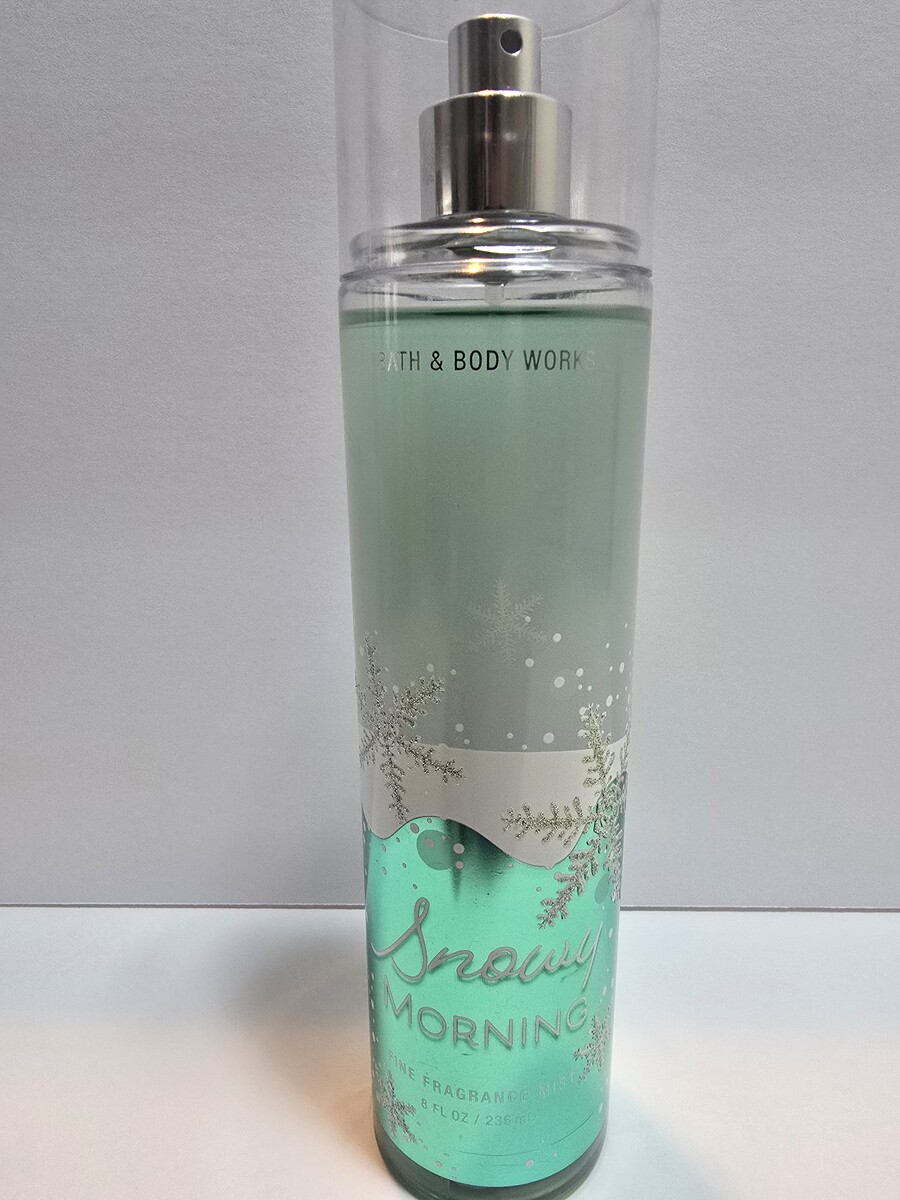 BATH & BODY WORKS
Snowy
MORNING
FINE FRAGRANCE MIST
8 FL OZ / 236 mL